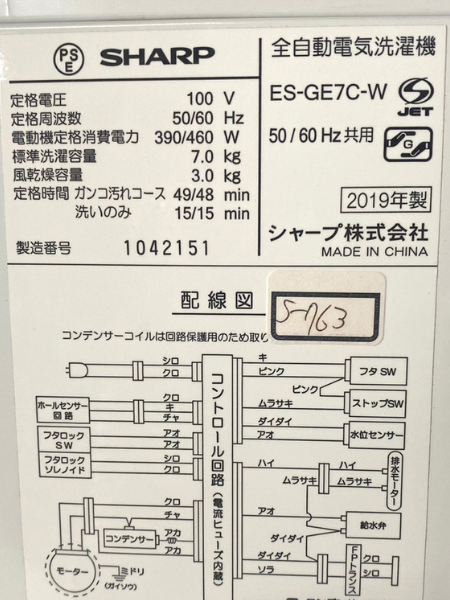 PS
E
SHARP
全自動電気洗濯機
ES-GE7C-W
S-JET
50/60Hz共用
G
2019年製
シャープ株式会社
MADE IN CHINA
定格電圧 100 V
定格周波数 50/60 Hz
電動機定格消費電力 390/460 W
標準洗濯容量 7.0 kg
風乾燥容量 3.0 kg
定格時間 ガンコ汚れコース 49/48 min
洗いのみ 15/15 min
製造番号 1042151
配線図
S-763
コンデンサーコイルは回路保護用のため取り
シロ
クロ
ホールセンサー
回路
クロ
キ
チャ
フタロック
SW
アオ
アオ
フタロック
ソレノイド
シロ
クロ
クロ
チャ
コンデンサー
アカ
アカ
モーター
ミドリ
(ガイソウ)
コントロール回路
(電流ヒューズ内蔵)
キ
ピンク
フタSW
ピンク
ムラサキ
ストップSW
ダイダイ
アオ
水位センサー
ハイ
ハイ
ムラサキ
ムラサキ
排水モーター
アオ
給水弁
ダイダイ
ダイダイ
ソラ
FPトランス
クロ
シロ